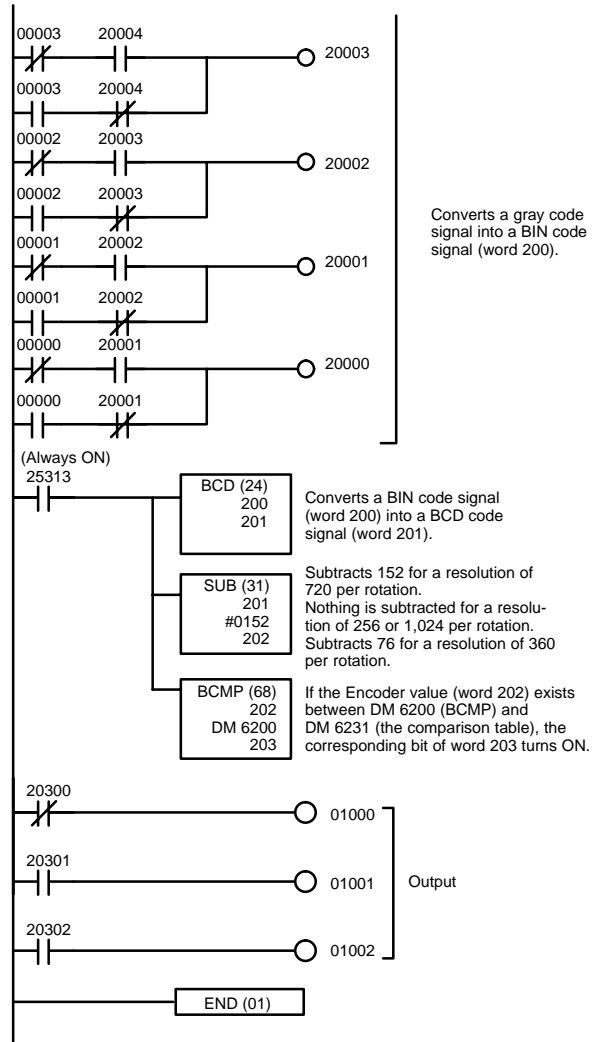 00003 20004
20003
00003 20004
00002 20003
20002
00002 20003
00001 20002
20001
00001 20002
00000 20001
20000
00000 20001
Converts a gray code
signal into a BIN code
signal (word 200).
(Always ON)
25313
BCD (24)
200
201
Converts a BIN code signal
(word 200) into a BCD code
signal (word 201).
SUB (31)
201
#0152
202
Subtracts 152 for a resolution of
720 per rotation.
Nothing is subtracted for a resolu-
tion of 256 or 1,024 per rotation.
Subtracts 76 for a resolution of 360
per rotation.
BCMP (68)
202
DM 6200
203
If the Encoder value (word 202) exists
between DM 6200 (BCMP) and
DM 6231 (the comparison table), the
corresponding bit of word 203 turns ON.
20300
01000
20301
01001
Output
20302
01002
END (01)